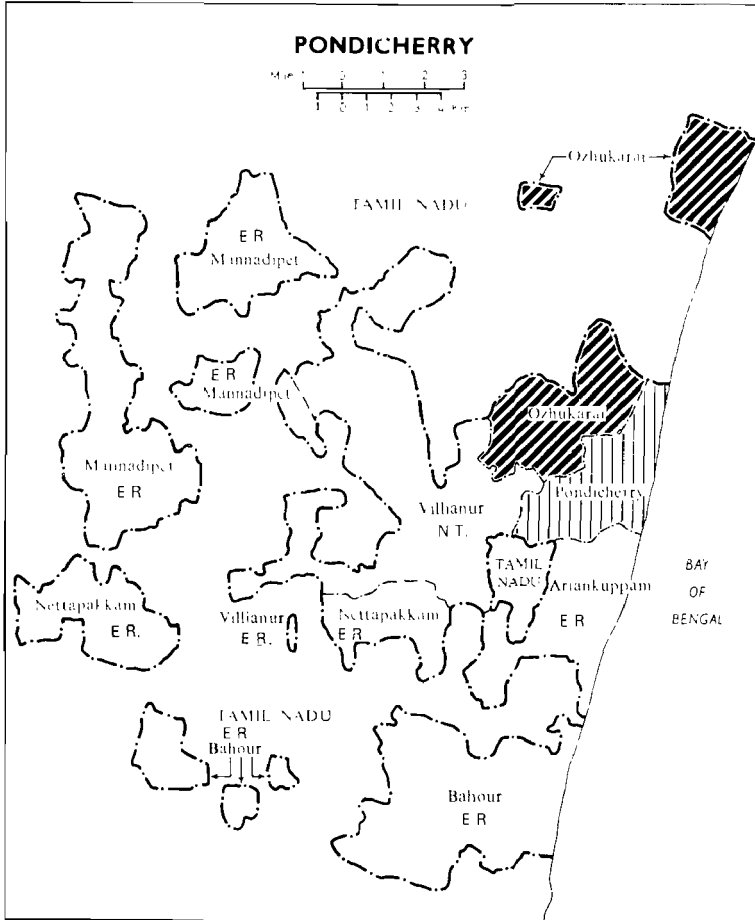 PONDICHERRY
Mile 1 0 1 2 3
1 0 1 2 3 4 Km
Ozhukarai
TAMIL NADU
E R
Mannadipet
E R
Mannadipet
Ozhukarai
Mannadipet
E R
Pondicherry
Villianur
N T.
TAMIL
NADU
BAY
OF
BENGAL
Nettapakkam
E R.
Villianur
E R.
Nettapakkam
E R
Ariankuppam
E R
TAMIL NADU
E R
Bahour
Bahour
E R